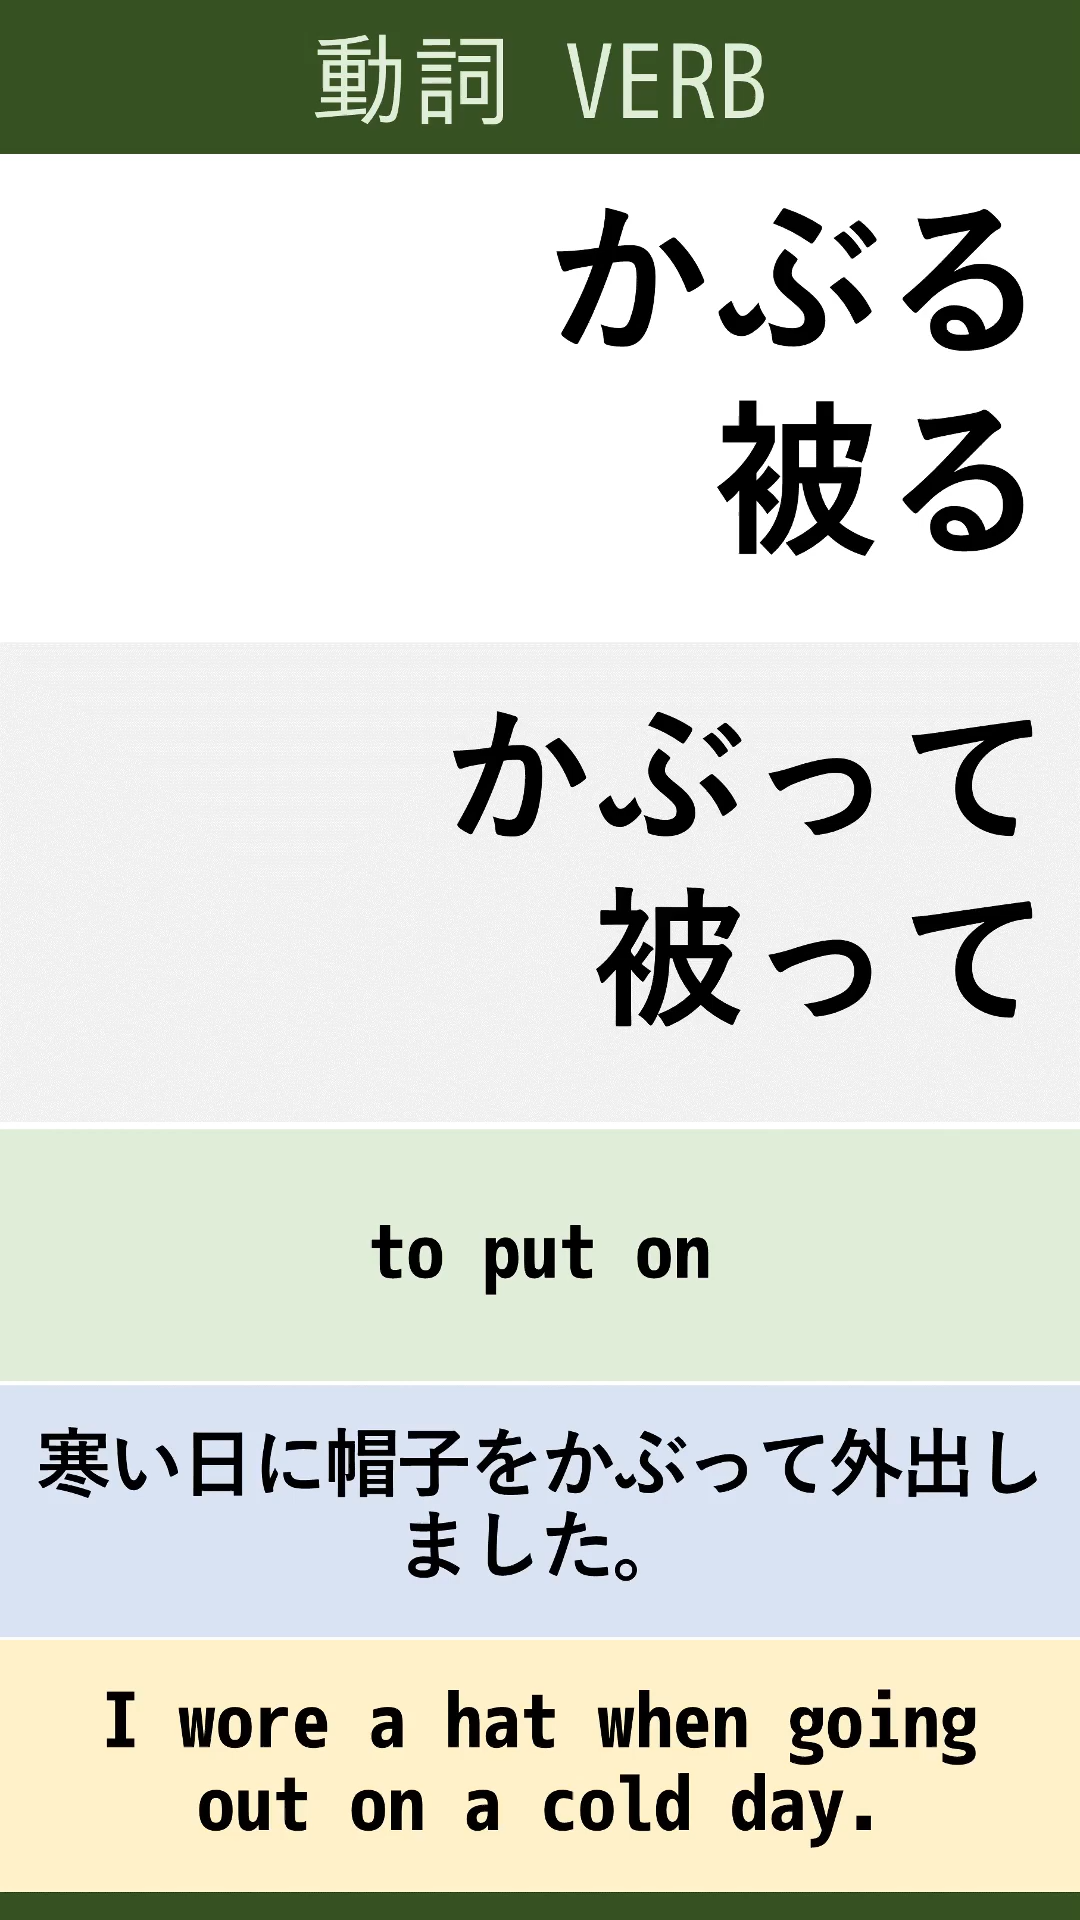 動詞 VERB
かぶる
被る
かぶって
被って
to put on
寒い日に帽子をかぶって外出し
ました。
I wore a hat when going
out on a cold day.